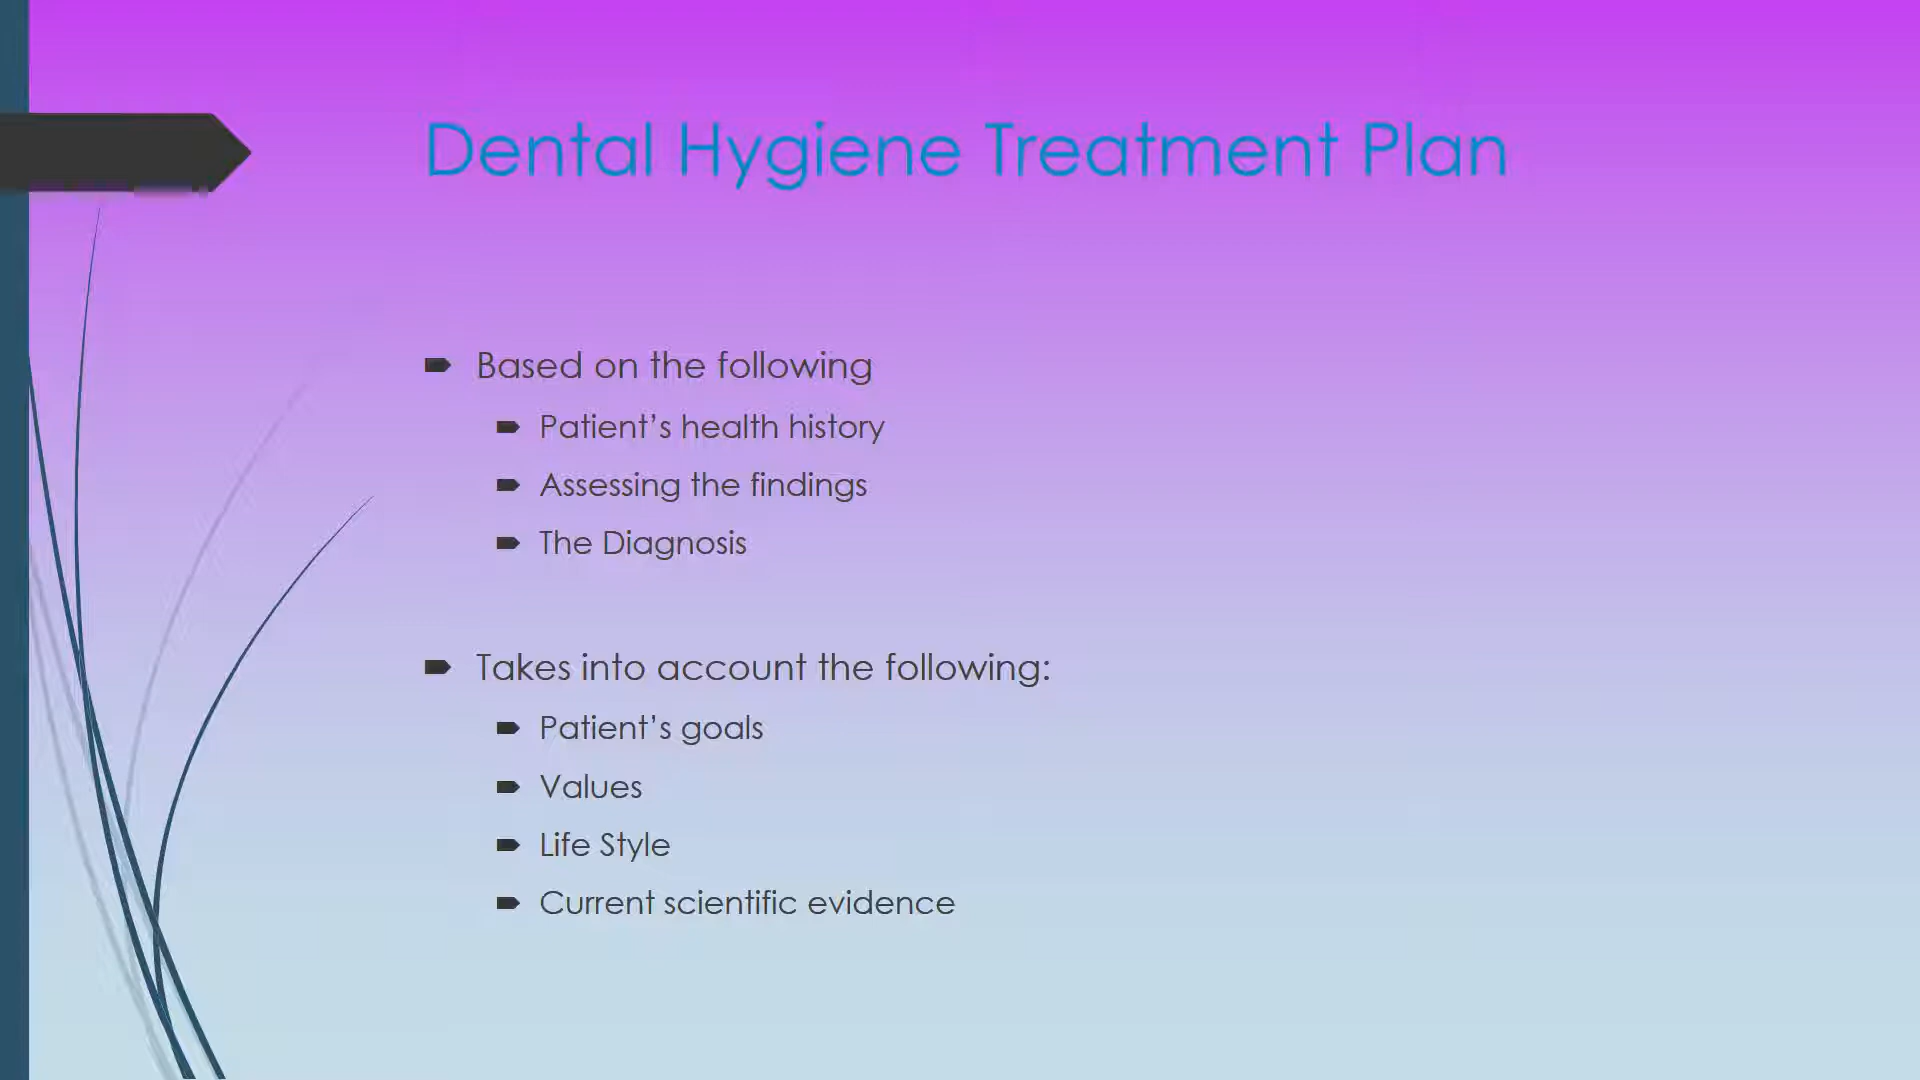 Dental Hygiene Treatment Plan
Based on the following
Patient’s health history
Assessing the findings
The Diagnosis
Takes into account the following:
Patient’s goals
Values
Life Style
Current scientific evidence